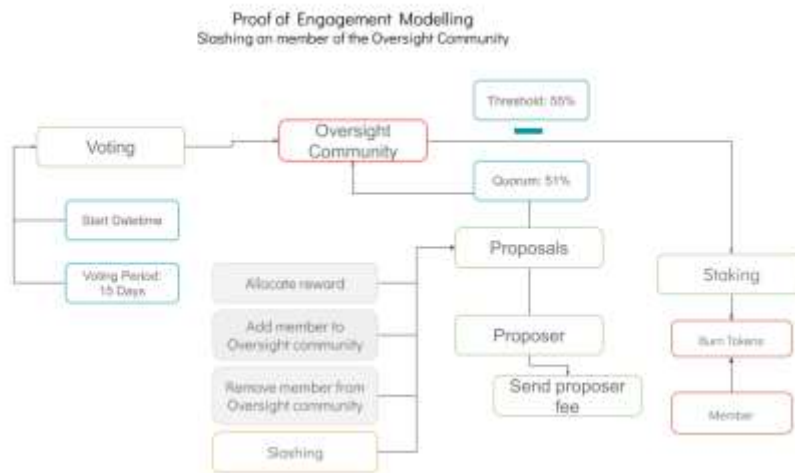 Proof of Engagement Modelling
Slashing an member of the Oversight Community
Threshold: 55%
Voting
Oversight
Community
Quorum: 51%
Start Datetime
Proposals
Voting Period:
15 Days
Allocate reward
Staking
Add member to
Oversight community
Proposer
Burn Tokens
Remove member from
Oversight community
Send proposer
fee
Member
Slashing